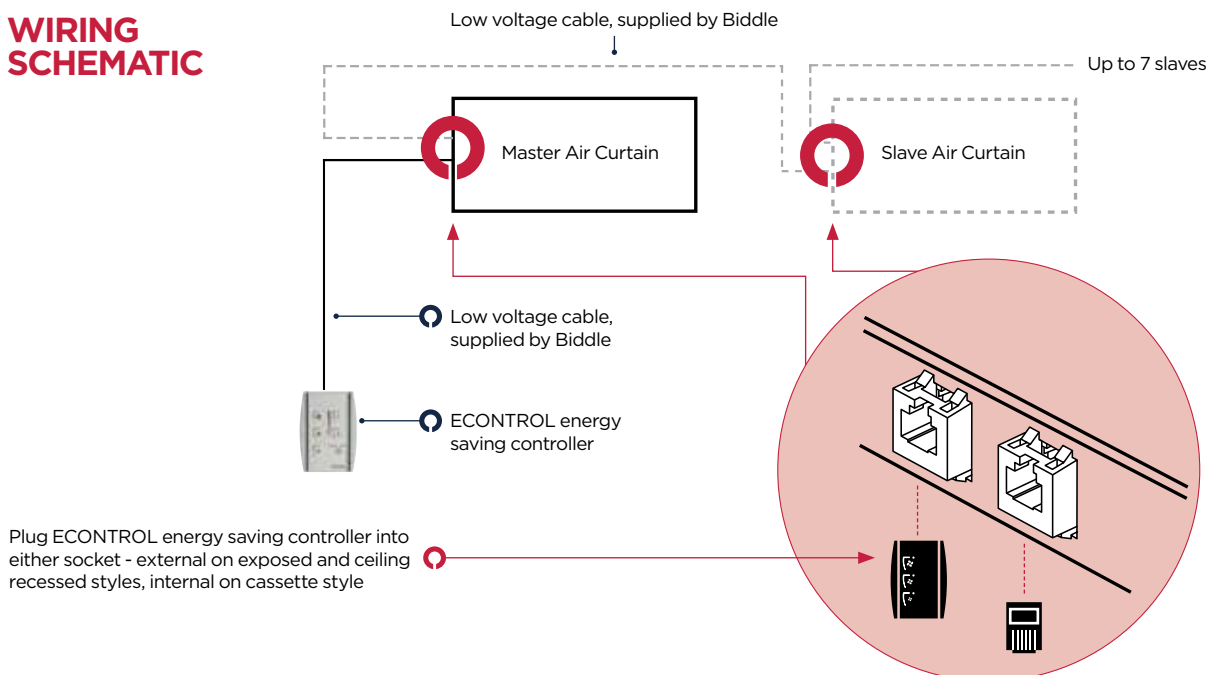 WIRING
SCHEMATIC
Low voltage cable, supplied by Biddle
Up to 7 slaves
Master Air Curtain
Slave Air Curtain
Low voltage cable,
supplied by Biddle
ECONTROL energy
saving controller
Plug ECONTROL energy saving controller into
either socket - external on exposed and ceiling
recessed styles, internal on cassette style